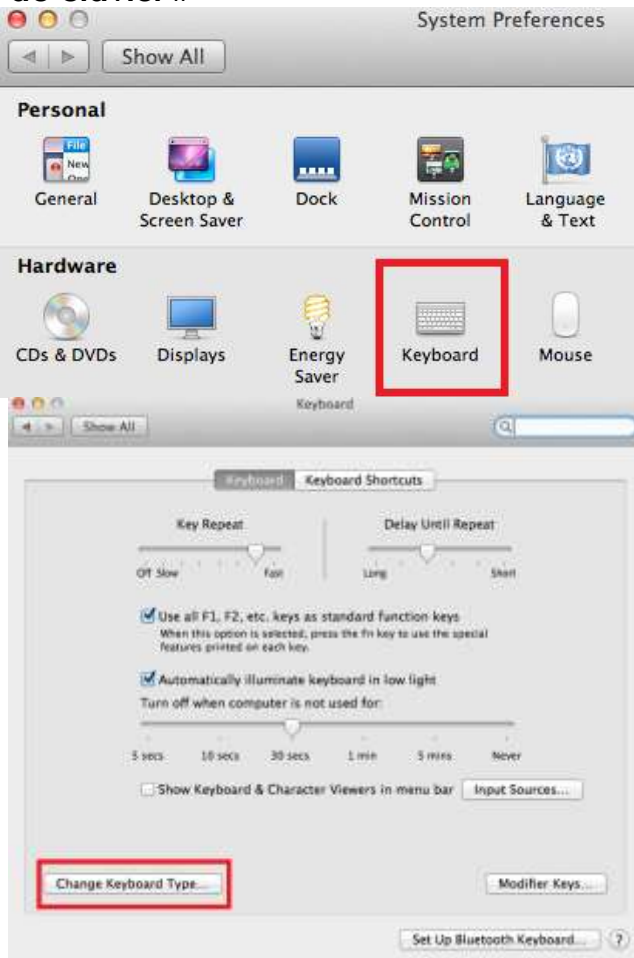 System Preferences
Show All
Personal
File
New
One
General
Desktop &
Screen Saver
Dock
Mission
Control
Language
& Text
Hardware
CDs & DVDs
Displays
Energy
Saver
Keyboard
Mouse
Keyboard
Show All
Keyboard Keyboard Shortcuts
Key Repeat Delay Until Repeat
Off Slow Fast Long Short
Use all F1, F2, etc. keys as standard function keys
When this option is selected, press the fn key to use the special
features printed on each key.
Automatically illuminate keyboard in low light
Turn off when computer is not used for:
5 secs 10 secs 30 secs 1 min 5 mins Never
Show Keyboard & Character Viewers in menu bar Input Sources...
Change Keyboard Type... Modifier Keys...
Set Up Bluetooth Keyboard... ?